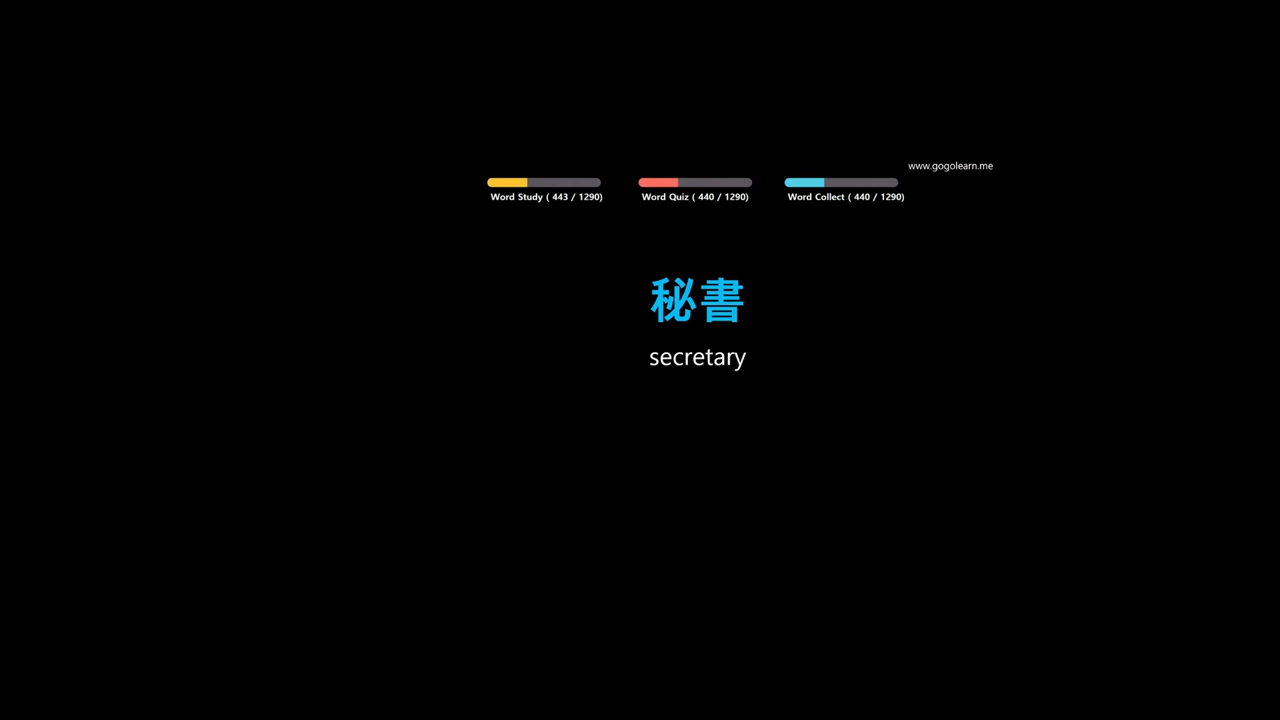 www.gogolearn.me
Word Study ( 443 / 1290)
Word Quiz ( 440 / 1290)
Word Collect ( 440 / 1290)
秘書
secretary